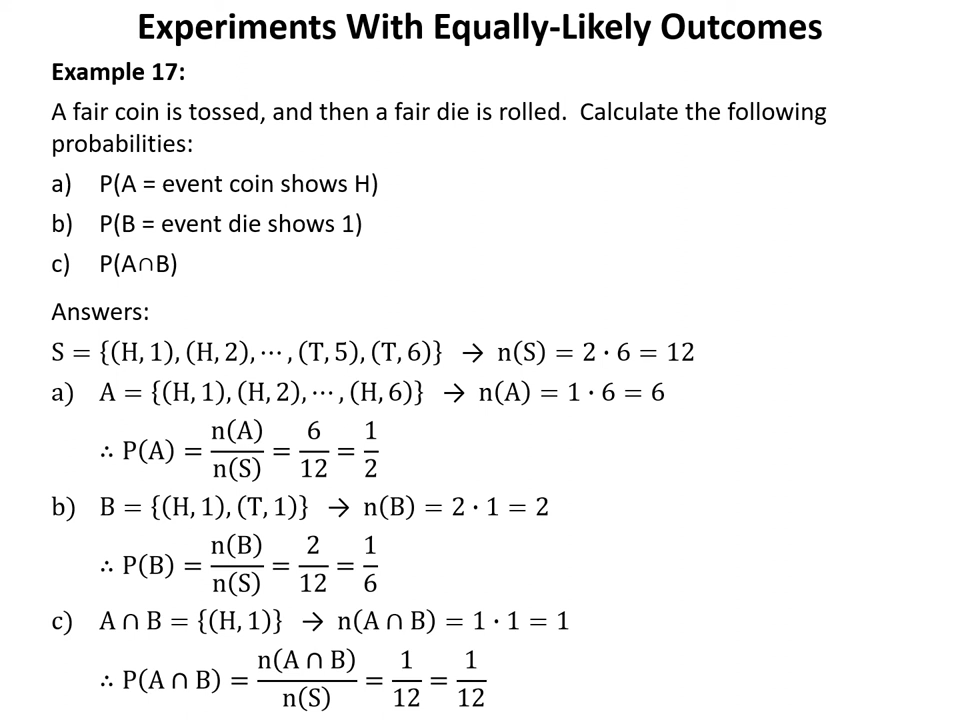 Experiments With Equally-Likely Outcomes
Example 17:
A fair coin is tossed, and then a fair die is rolled.  Calculate the following
probabilities:
a) P(A = event coin shows H)
b) P(B = event die shows 1)
c) P(A∩B)
Answers:
S = {(H, 1), (H, 2), ⋯ , (T, 5), (T, 6)} → n(S) = 2 · 6 = 12
a) A = {(H, 1), (H, 2), ⋯ , (H, 6)} → n(A) = 1 · 6 = 6
∴ P(A) = n(A)/n(S) = 6/12 = 1/2
b) B = {(H, 1), (T, 1)} → n(B) = 2 · 1 = 2
∴ P(B) = n(B)/n(S) = 2/12 = 1/6
c) A ∩ B = {(H, 1)} → n(A ∩ B) = 1 · 1 = 1
∴ P(A ∩ B) = n(A ∩ B)/n(S) = 1/12 = 1/12